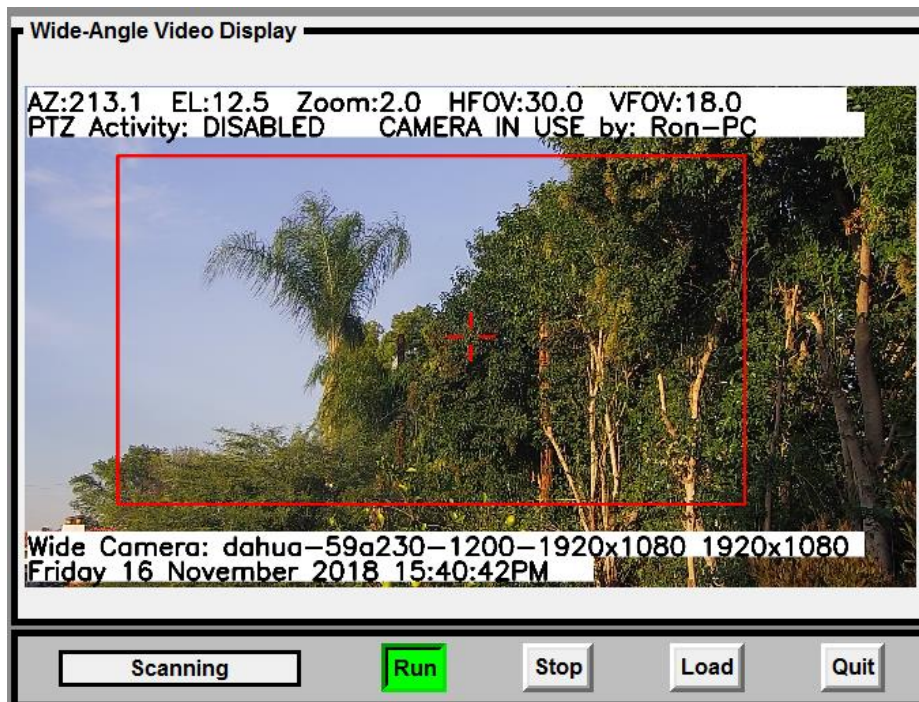 Wide-Angle Video Display
AZ:213.1 EL:12.5 Zoom:2.0 HFOV:30.0 VFOV:18.0
PTZ Activity: DISABLED CAMERA IN USE by: Ron-PC
Wide Camera: dahua-59a230-1200-1920x1080 1920x1080
Friday 16 November 2018 15:40:42PM
Scanning Run Stop Load Quit